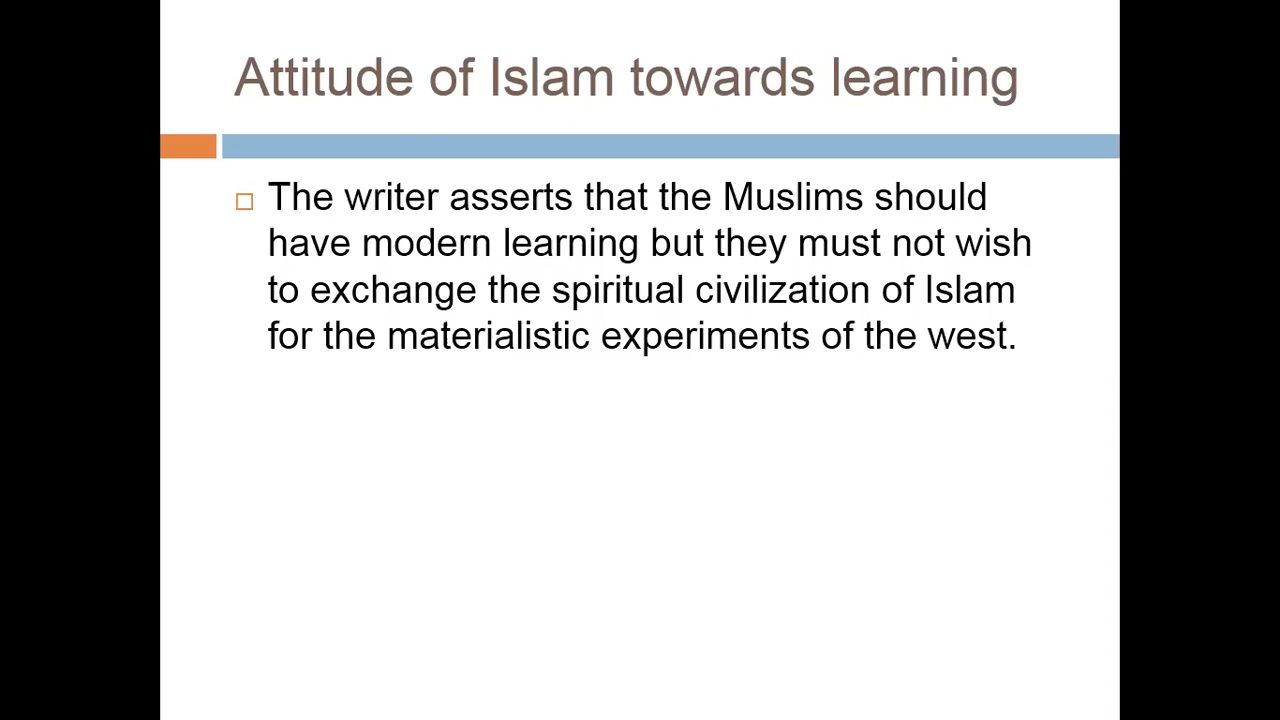 Attitude of Islam towards learning
The writer asserts that the Muslims should
have modern learning but they must not wish
to exchange the spiritual civilization of Islam
for the materialistic experiments of the west.